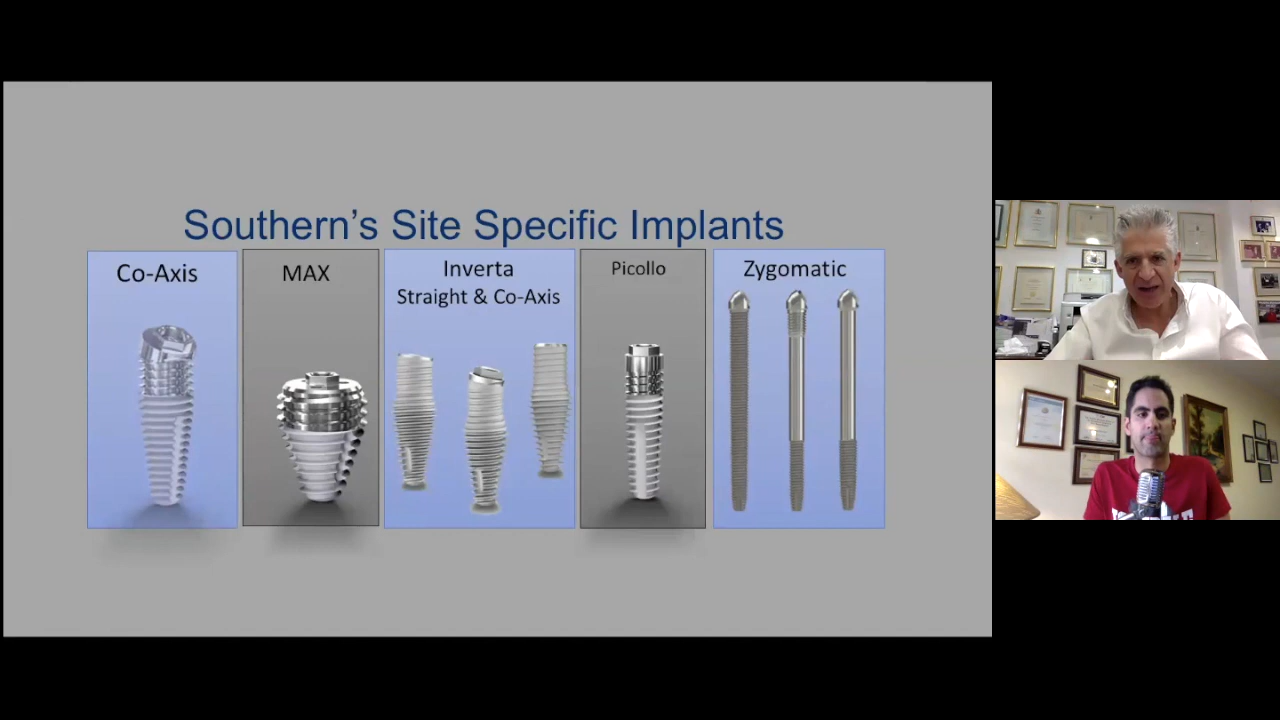 Southern's Site Specific Implants
Co-Axis
MAX
Inverta
Straight & Co-Axis
Picollo
Zygomatic